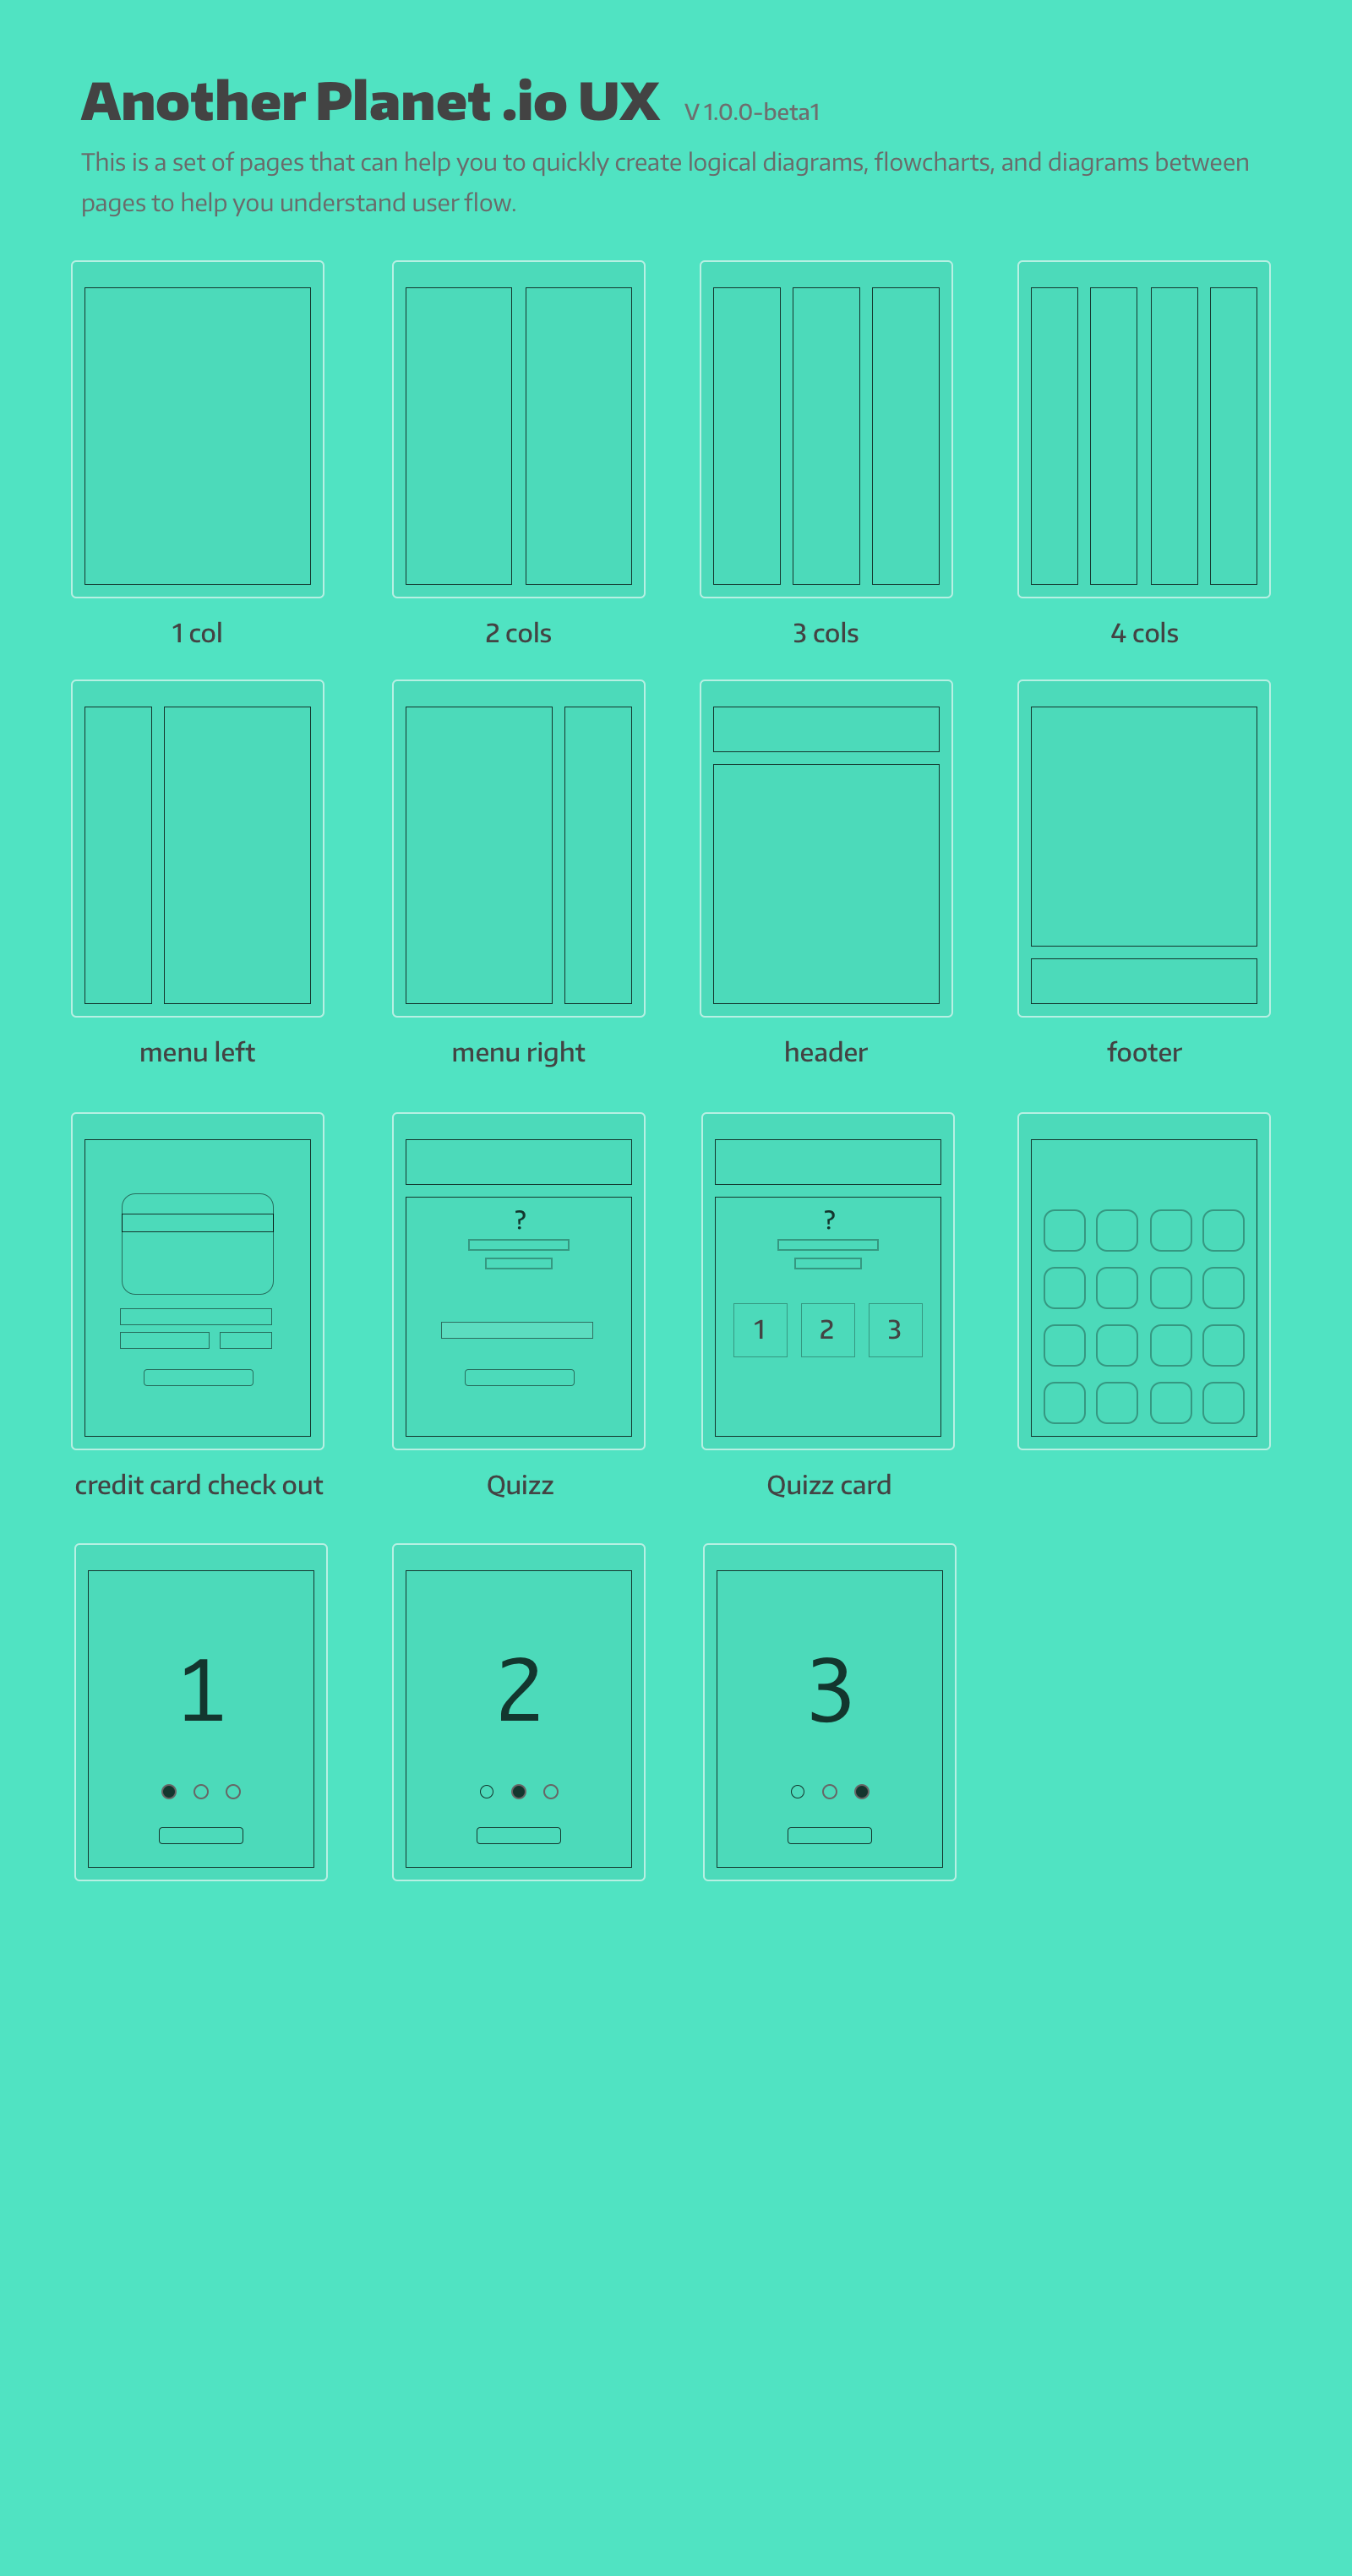 Another Planet .io UX V 1.0.0-beta1
This is a set of pages that can help you to quickly create logical diagrams, flowcharts, and diagrams between
pages to help you understand user flow.
1 col 2 cols 3 cols 4 cols
menu left menu right header footer
? ?
1 2 3
credit card check out Quizz Quizz card
1 2 3